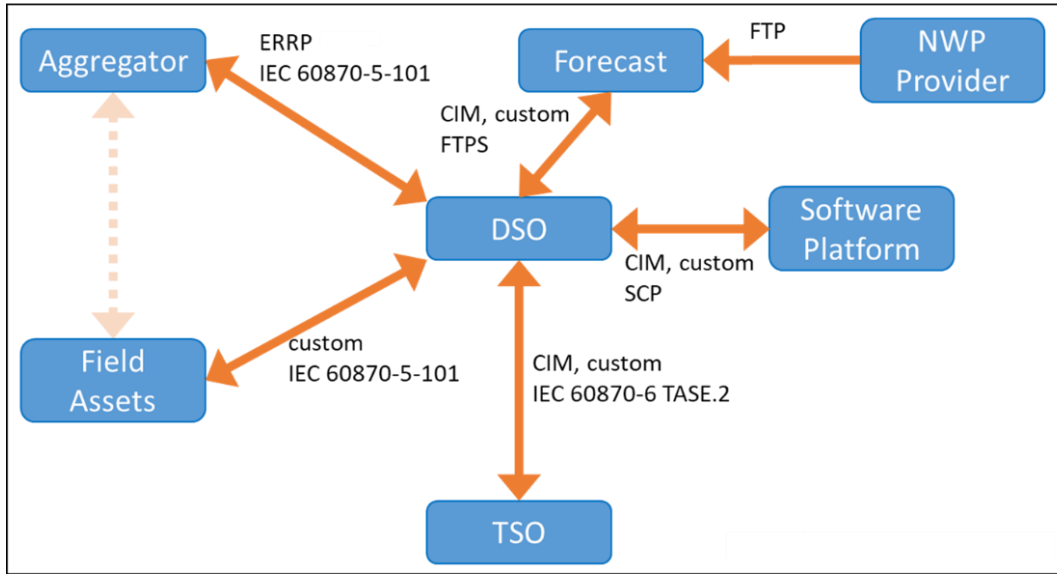 Aggregator
ERRP
IEC 60870-5-101
Forecast
FTP
NWP
Provider
CIM, custom
FTPS
DSO
Software
Platform
CIM, custom
SCP
Field
Assets
custom
IEC 60870-5-101
CIM, custom
IEC 60870-6 TASE.2
TSO